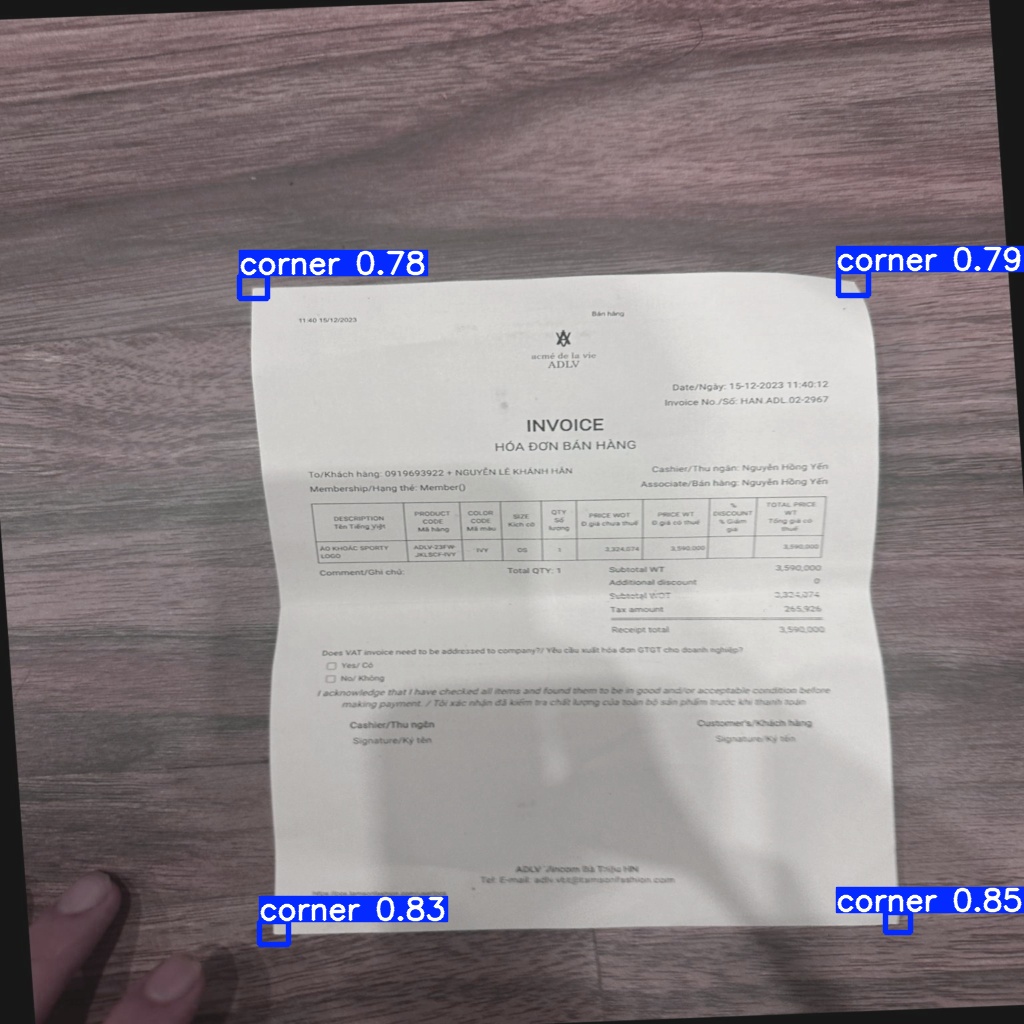 corner 0.78
corner 0.79
11:40 15/12/2023
Bán hàng
acmé de la vie
ADLV
Date/Ngày: 15-12-2023 11:40:12
Invoice No./Số: HAN.ADL.02-2967
INVOICE
HÓA ĐƠN BÁN HÀNG
To/Khách hàng: 0919693922 + NGUYỄN LÊ KHÁNH HÂN
Cashier/Thu ngân: Nguyễn Hồng Yến
Membership/Hạng thẻ: Member()
Associate/Bán hàng: Nguyễn Hồng Yến
DESCRIPTION
Tên Tiếng việt
PRODUCT
CODE
Mã hàng
COLOR
CODE
Mã màu
SIZE
Kích cỡ
QTY
Số
lượng
PRICE WOT
Đ.giá chưa thuế
PRICE WT
Đ.giá có thuế
%
DISCOUNT
% Giảm
giá
TOTAL PRICE
WT
Tổng giá có
thuế
ÁO KHOÁC SPORTY
LOGO
ADLV-23FW-
JKLSCF-IVY
IVY
OS
1
3,324,074
3,590,000
3,590,000
Comment/Ghi chú:
Total QTY: 1
Subtotal WT 3,590,000
Additional discount 0
Subtotal WOT 3,324,074
Tax amount 265,926
Receipt total 3,590,000
Does VAT invoice need to be addressed to company?/ Yêu cầu xuất hóa đơn GTGT cho doanh nghiệp?
Yes/ Có
No/ Không
I acknowledge that I have checked all items and found them to be in good and/or acceptable condition before
making payment. / Tôi xác nhận đã kiểm tra chất lượng của toàn bộ sản phẩm trước khi thanh toán
Cashier/Thu ngân
Customer's/Khách hàng
Signature/Ký tên
Signature/Ký tên
ADLV Vincom Bà Triệu HN
Tel: E-mail: adlv.vbt@tamsonfashion.com
corner 0.83
corner 0.85